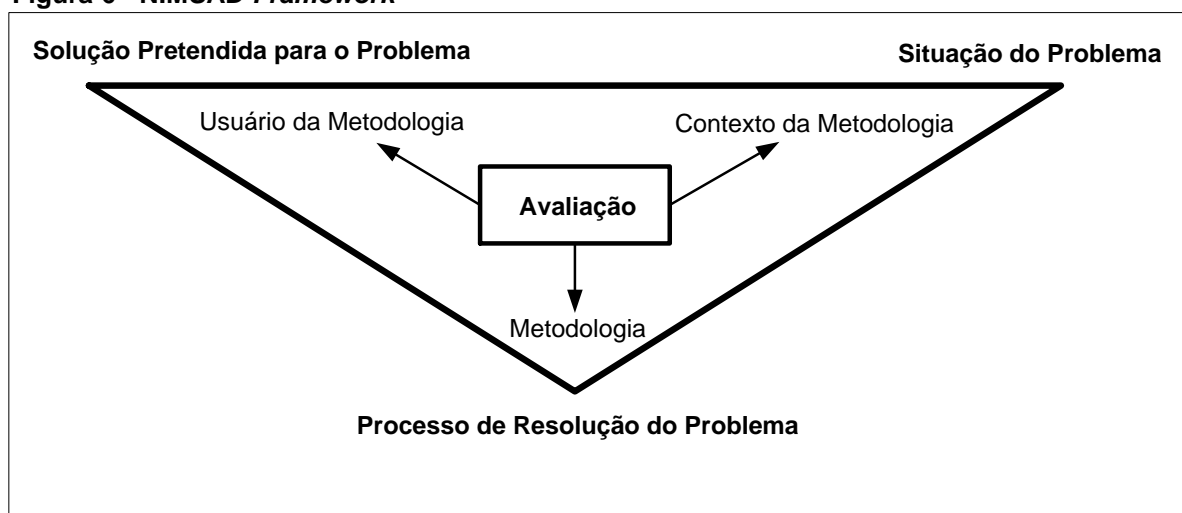 Solução Pretendida para o Problema
Situação do Problema
Usuário da Metodologia
Contexto da Metodologia
Avaliação
Metodologia
Processo de Resolução do Problema